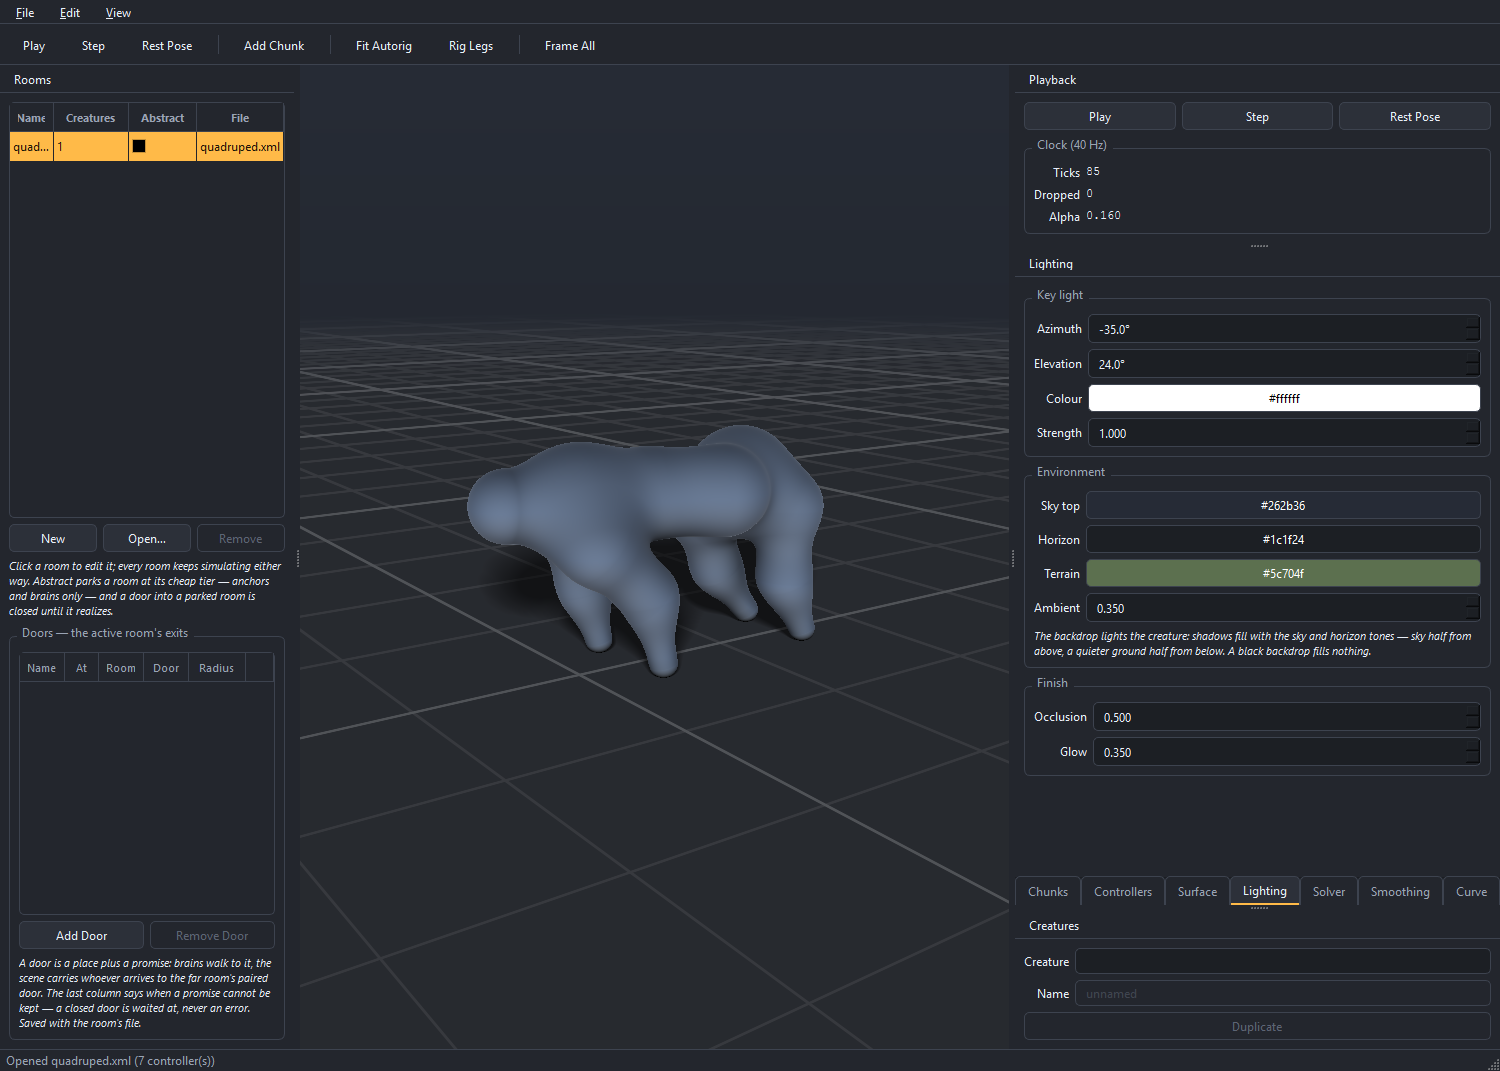 File Edit View
Play Step Rest Pose Add Chunk Fit Autorig Rig Legs Frame All
Rooms
Name Creatures Abstract File
quad... 1 quadruped.xml
New Open... Remove
Click a room to edit it; every room keeps simulating either
way. Abstract parks a room at its cheap tier — anchors
and brains only — and a door into a parked room is
closed until it realizes.
Doors — the active room's exits
Name At Room Door Radius
Add Door Remove Door
A door is a place plus a promise: brains walk to it, the
scene carries whoever arrives to the far room's paired
door. The last column says when a promise cannot be
kept — a closed door is waited at, never an error.
Saved with the room's file.
Playback
Play Step Rest Pose
Clock (40 Hz)
Ticks 85
Dropped 0
Alpha 0.160
Lighting
Key light
Azimuth -35.0°
Elevation 24.0°
Colour #ffffff
Strength 1.000
Environment
Sky top #262b36
Horizon #1c1f24
Terrain #5c704f
Ambient 0.350
The backdrop lights the creature: shadows fill with the sky and horizon tones — sky half from
above, a quieter ground half from below. A black backdrop fills nothing.
Finish
Occlusion 0.500
Glow 0.350
Chunks Controllers Surface Lighting Solver Smoothing Curve
Creatures
Creature
Name unnamed
Duplicate
Opened quadruped.xml (7 controller(s))